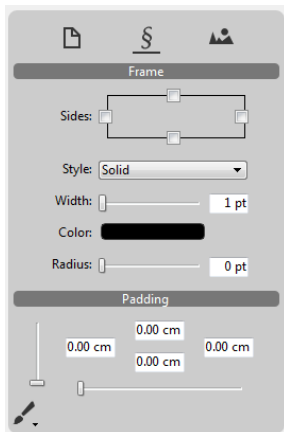 §
Frame
Sides:
Style: Solid
Width: 1 pt
Color:
Radius: 0 pt
Padding
0.00 cm
0.00 cm 0.00 cm
0.00 cm